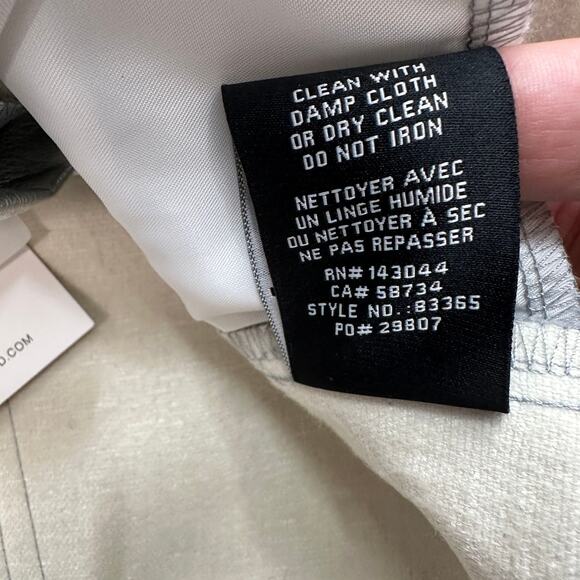 CLEAN WITH
DAMP CLOTH
OR DRY CLEAN
DO NOT IRON
NETTOYER AVEC
UN LINGE HUMIDE
OU NETTOYER À SEC
NE PAS REPASSER
RN# 143044
CA# 58734
STYLE NO.:83365
PO# 29807
D.COM